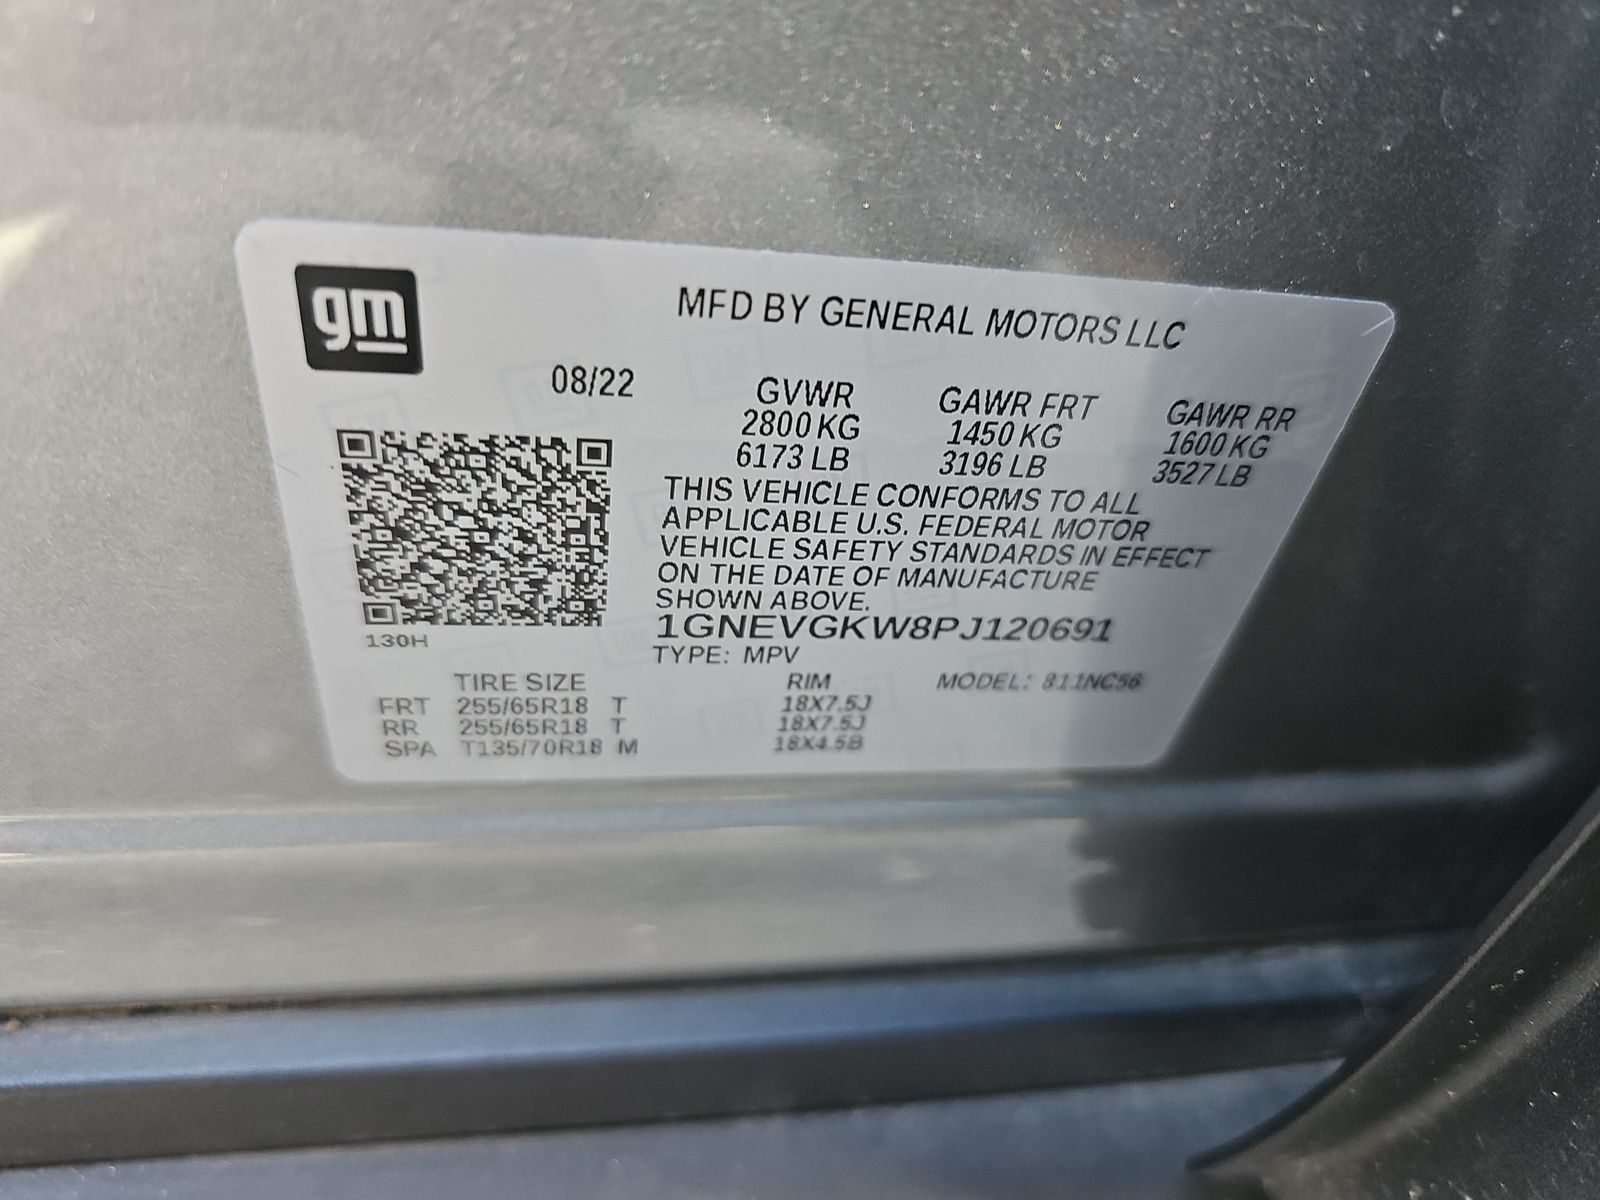 gm
MFD BY GENERAL MOTORS LLC
08/22
GVWR GAWR FRT GAWR RR
2800 KG 1450 KG 1600 KG
6173 LB 3196 LB 3527 LB
THIS VEHICLE CONFORMS TO ALL
APPLICABLE U.S. FEDERAL MOTOR
VEHICLE SAFETY STANDARDS IN EFFECT
ON THE DATE OF MANUFACTURE
SHOWN ABOVE.
1GNEVGKW8PJ120691
130H
TYPE: MPV
TIRE SIZE RIM MODEL: 811NC56
FRT 255/65R18 T 18X7.5J
RR 255/65R18 T 18X7.5J
SPA T135/70R18 M 18X4.5B